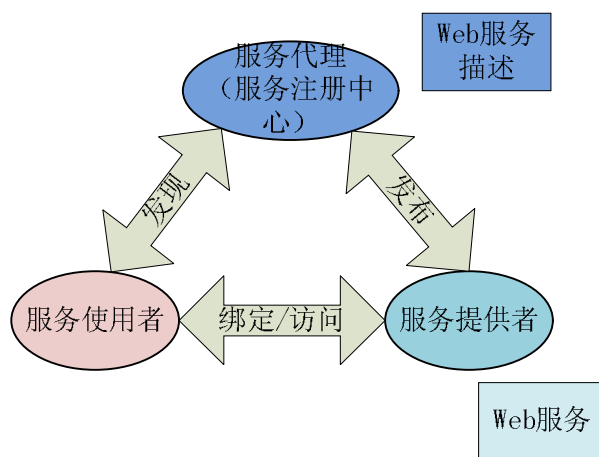 服务代理
（服务注册中
心）
Web服务
描述
发现
发布
服务使用者
绑定/访问
服务提供者
Web服务